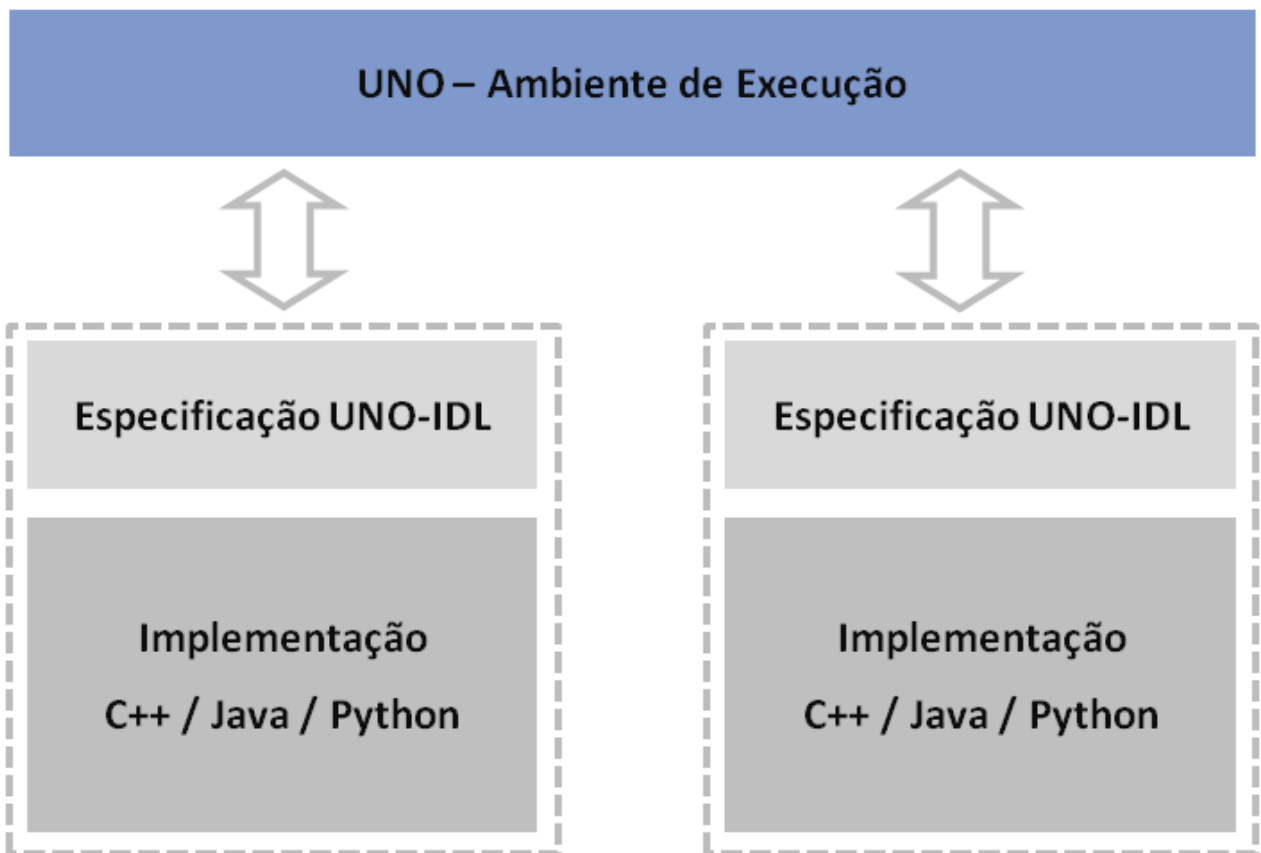 UNO – Ambiente de Execução
Especificação UNO-IDL
Implementação
C++ / Java / Python
Especificação UNO-IDL
Implementação
C++ / Java / Python